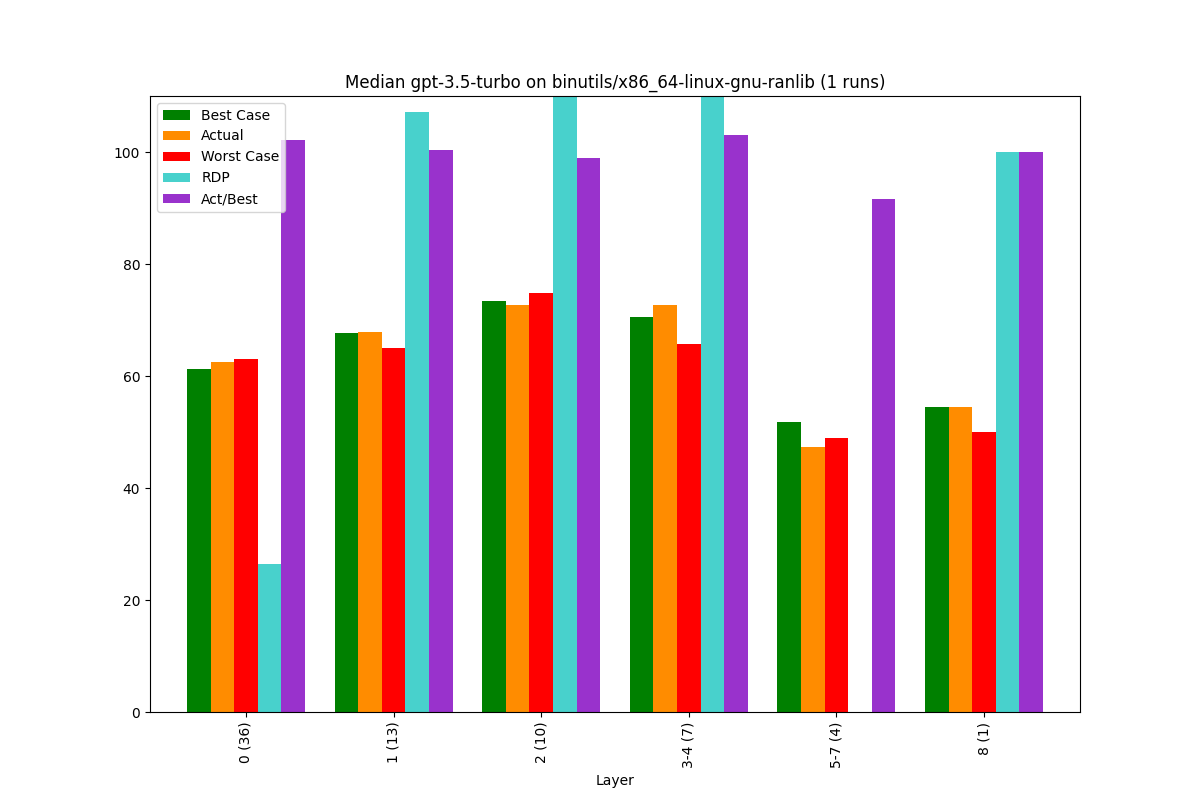 Median gpt-3.5-turbo on binutils/x86_64-linux-gnu-ranlib (1 runs)
Best Case
Actual
Worst Case
RDP
Act/Best
100
80
60
40
20
0
0 (36)
1 (13)
2 (10)
3-4 (7)
5-7 (4)
8 (1)
Layer